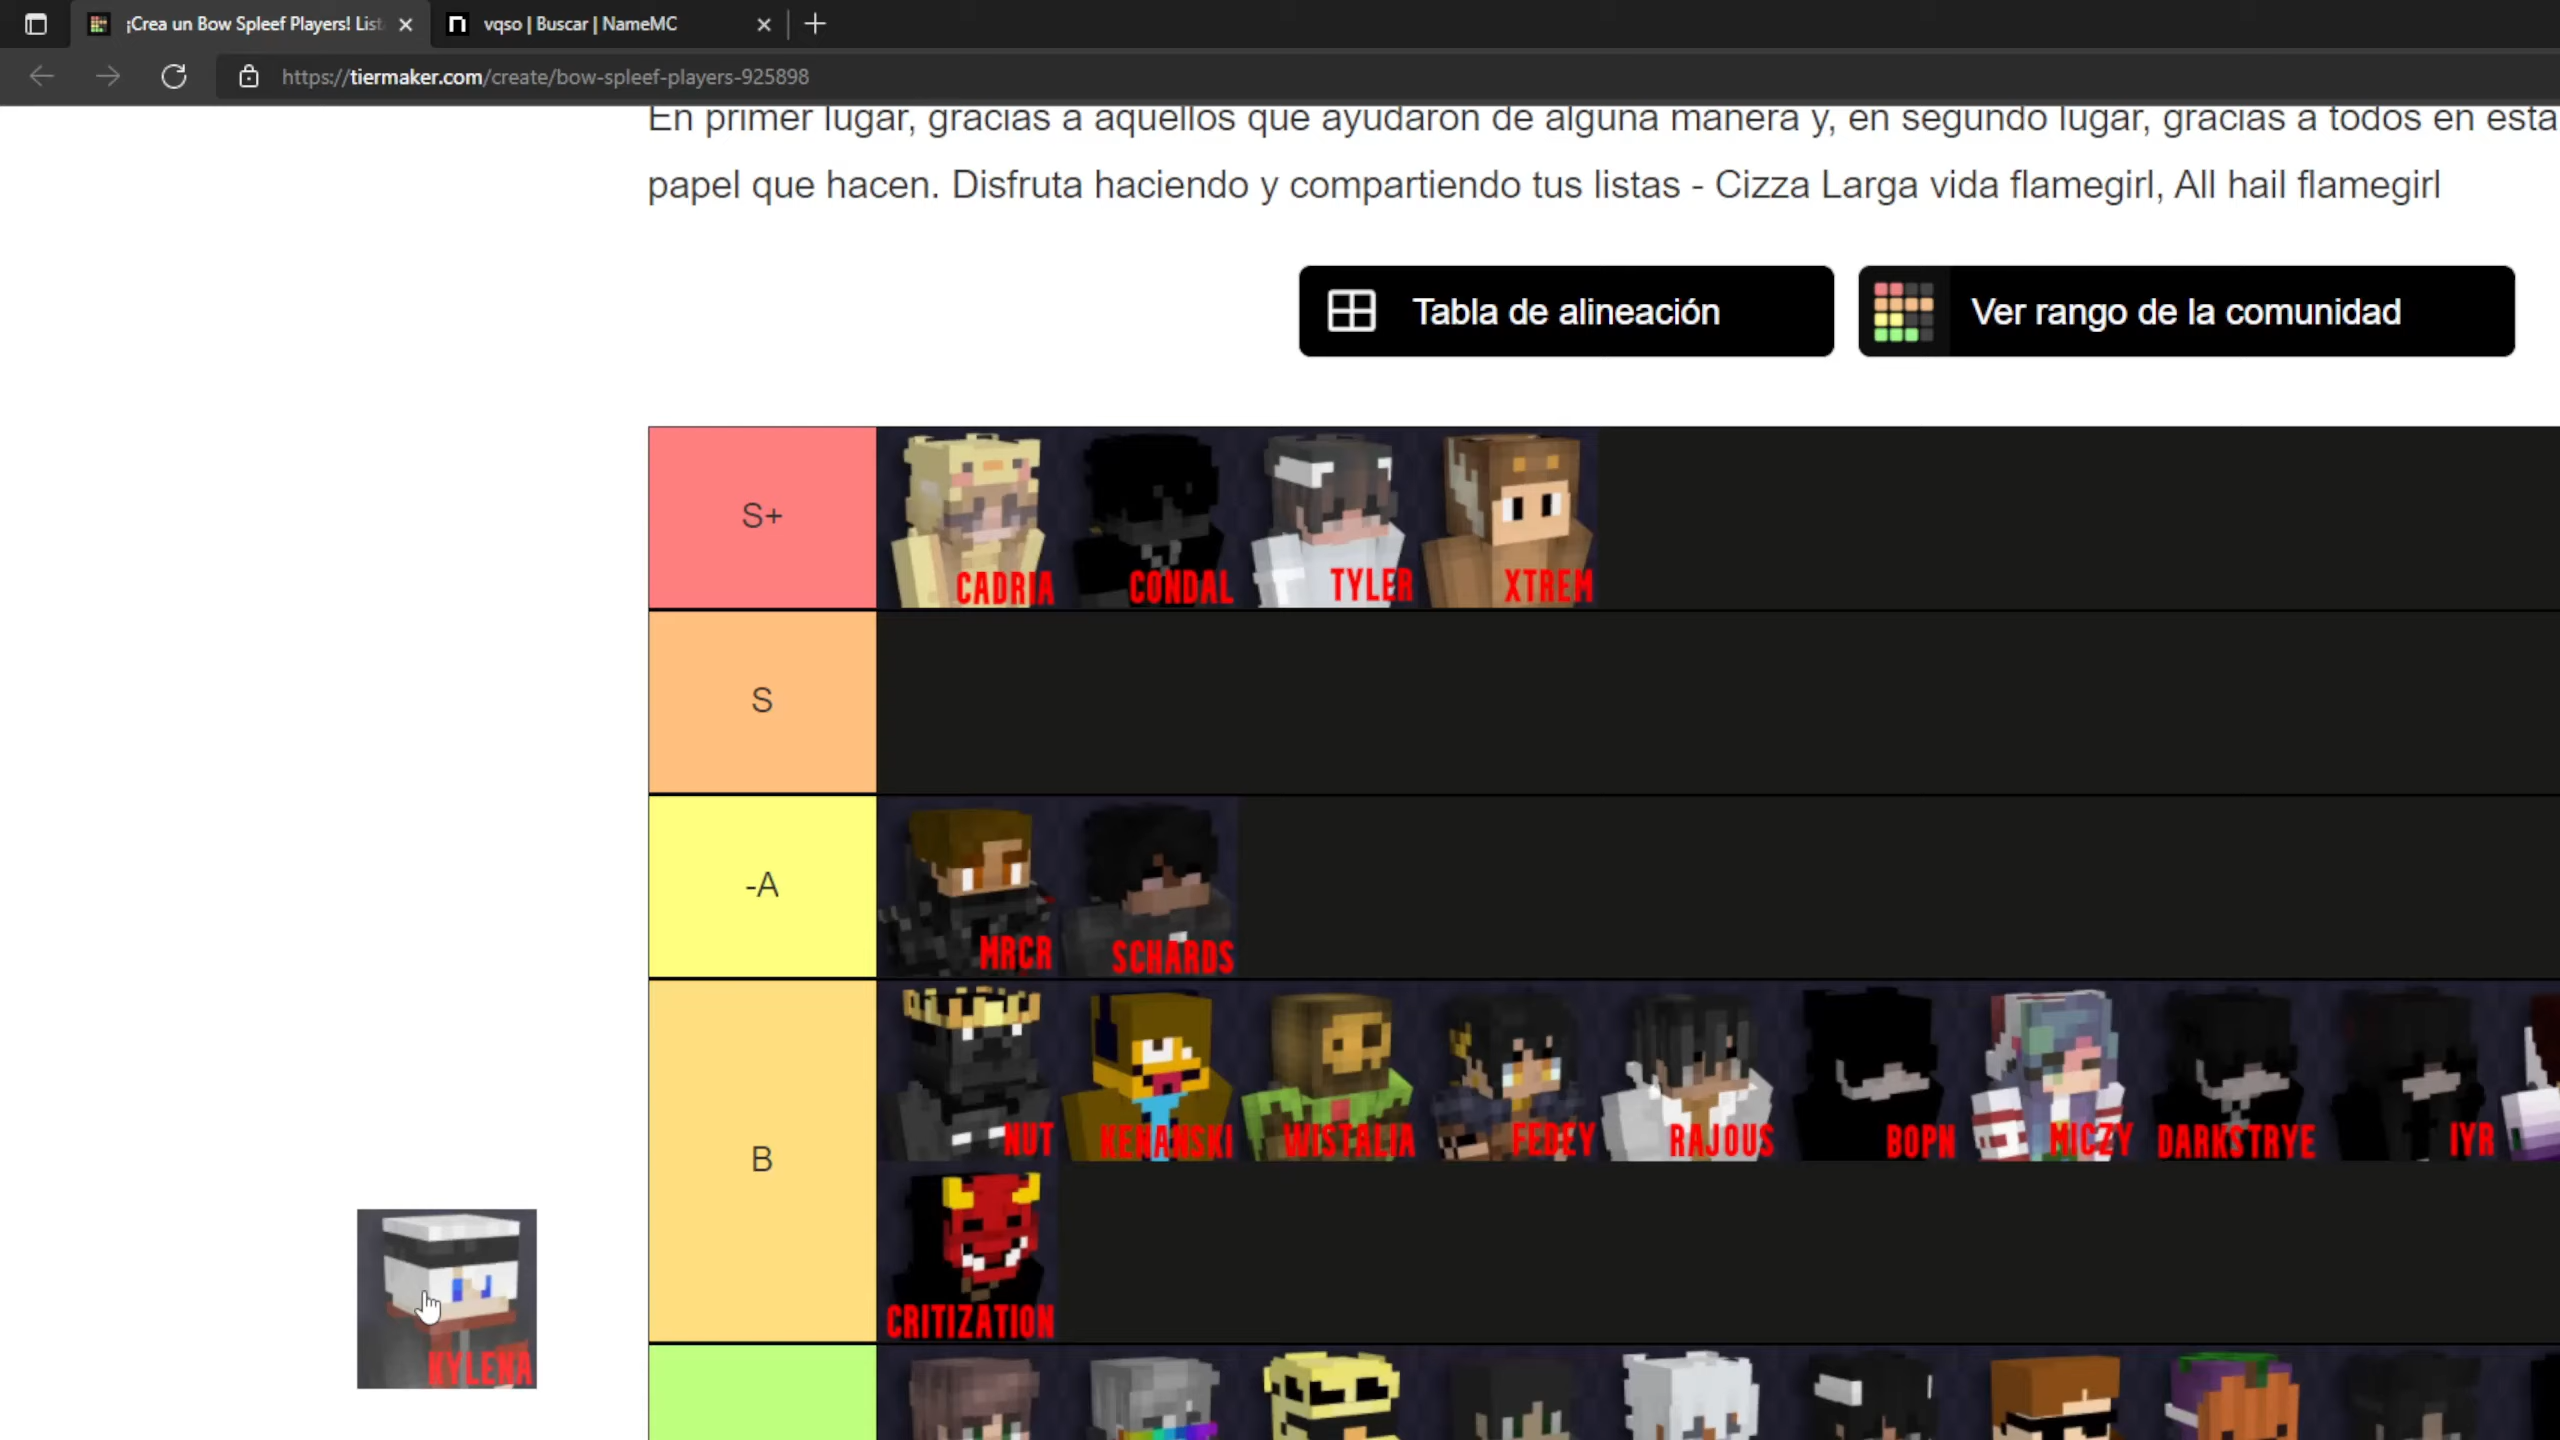 ¡Crea un Bow Spleef Players! List
vqso | Buscar | NameMC
https://tiermaker.com/create/bow-spleef-players-925898
En primer lugar, gracias a aquellos que ayudaron de alguna manera y, en segundo lugar, gracias a todos en esta
papel que hacen. Disfruta haciendo y compartiendo tus listas - Cizza Larga vida flamegirl, All hail flamegirl
Tabla de alineación
Ver rango de la comunidad
S+
CADRIA
CONDAL
TYLER
XTREM
S
-A
MRCR
SCHARDS
B
NUT
KENANSKI
WISTALIA
FEDEY
RAJOUS
BOPN
MICZY
DARKSTRYE
IYR
CRITIZATION
KYLENA